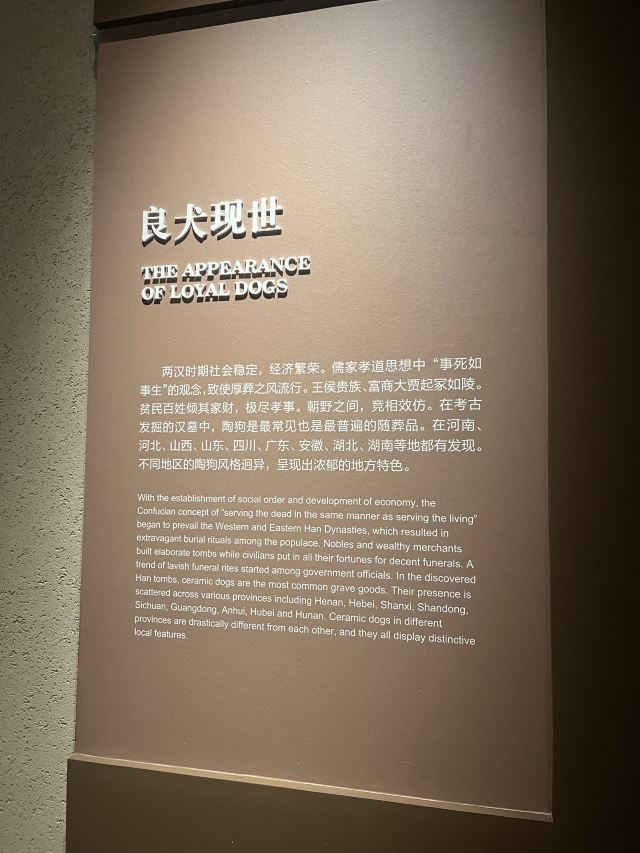 良犬现世
THE APPEARANCE
OF LOYAL DOGS
两汉时期社会稳定，经济繁荣。儒家孝道思想中“事死如
事生”的观念，致使厚葬之风流行。王侯贵族、富商大贾起冢如陵。
贫民百姓倾其家财，极尽孝事。朝野之间，竞相效仿。在考古
发掘的汉墓中，陶狗是最常见也是最普遍的随葬品。在河南、
河北、山西、山东、四川、广东、安徽、湖北、湖南等地都有发现。
不同地区的陶狗风格迥异，呈现出浓郁的地方特色。
With the establishment of social order and development of economy, the
Confucian concept of “serving the dead in the same manner as serving the living”
began to prevail the Western and Eastern Han Dynasties, which resulted in
extravagant burial rituals among the populace. Nobles and wealthy merchants
built elaborate tombs while civilians put in all their fortunes for decent funerals. A
trend of lavish funeral rites started among government officials. In the discovered
Han tombs, ceramic dogs are the most common grave goods. Their presence is
scattered across various provinces including Henan, Hebei, Shanxi, Shandong,
Sichuan, Guangdong, Anhui, Hubei and Hunan. Ceramic dogs in different
provinces are drastically different from each other, and they all display distinctive
local features.